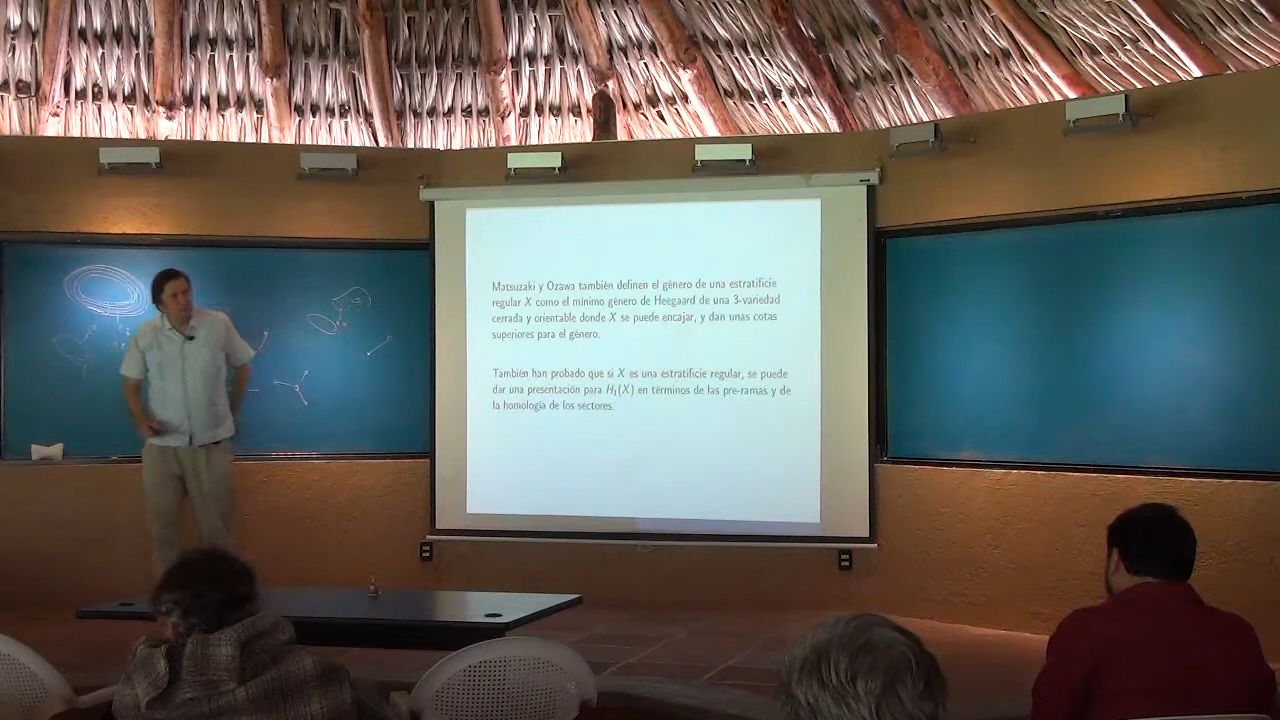 Matsuzaki y Ozawa también definen el género de una estratificie
regular X como el mínimo género de Heegaard de una 3-variedad
cerrada y orientable donde X se puede encajar, y dan unas cotas
superiores para el género.
También han probado que si X es una estratificie regular, se puede
dar una presentación para H₁(X) en términos de las pre-ramas y de
la homología de los sectores.